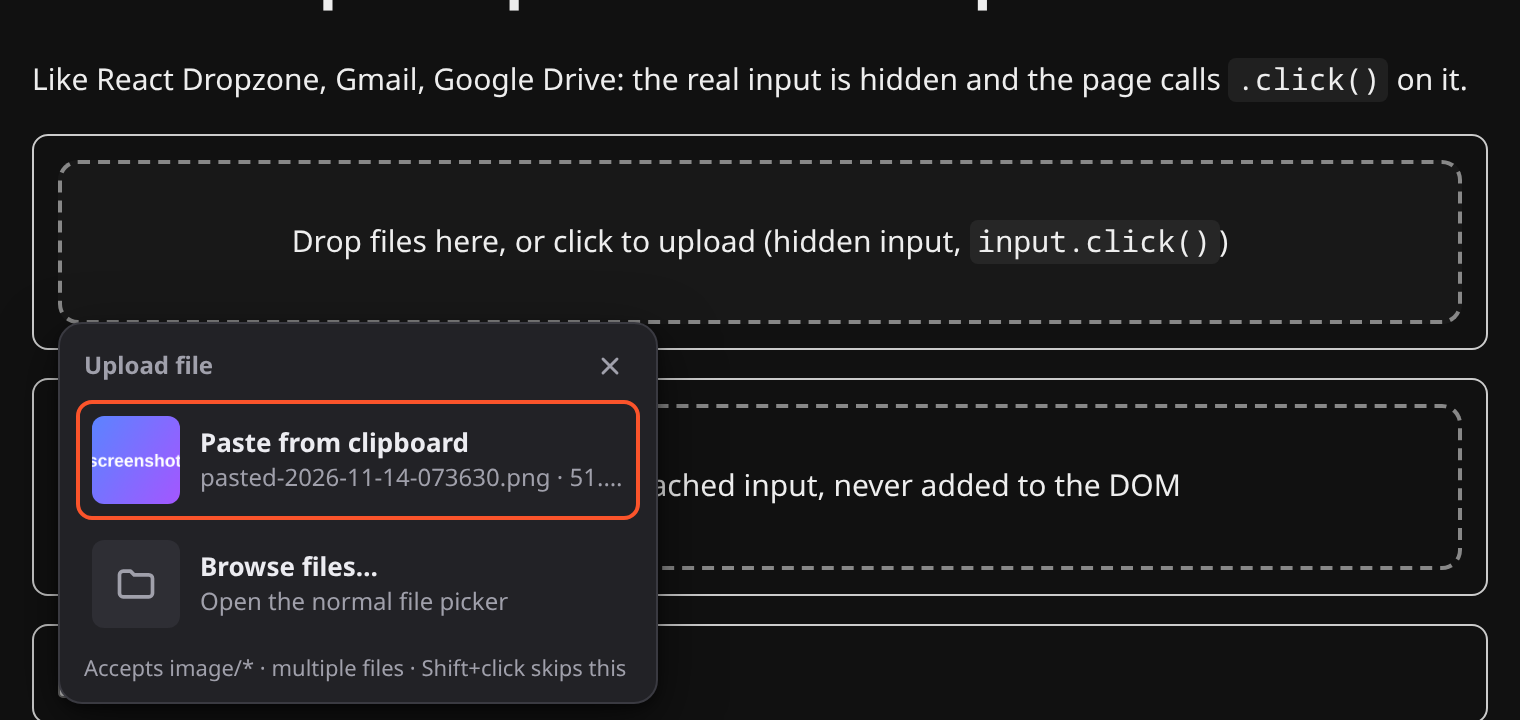 Like React Dropzone, Gmail, Google Drive: the real input is hidden and the page calls .click() on it.
Drop files here, or click to upload (hidden input, input.click())
Upload file
screenshot
Paste from clipboard
pasted-2026-11-14-073630.png · 51....
input, never added to the DOM
Browse files...
Open the normal file picker
Accepts image/* · multiple files · Shift+click skips this